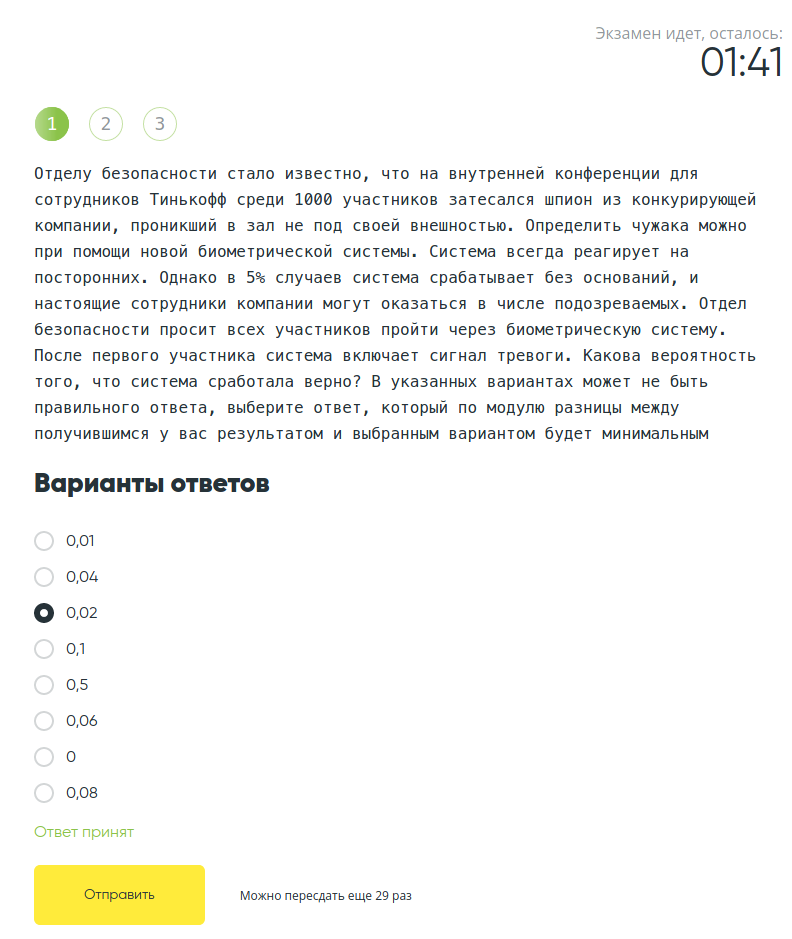 Экзамен идет, осталось:
01:41
1 2 3
Отделу безопасности стало известно, что на внутренней конференции для
сотрудников Тинькофф среди 1000 участников затесался шпион из конкурирующей
компании, проникший в зал не под своей внешностью. Определить чужака можно
при помощи новой биометрической системы. Система всегда реагирует на
посторонних. Однако в 5% случаев система срабатывает без оснований, и
настоящие сотрудники компании могут оказаться в числе подозреваемых. Отдел
безопасности просит всех участников пройти через биометрическую систему.
После первого участника система включает сигнал тревоги. Какова вероятность
того, что система сработала верно? В указанных вариантах может не быть
правильного ответа, выберите ответ, который по модулю разницы между
получившимся у вас результатом и выбранным вариантом будет минимальным
Варианты ответов
0,01
0,04
0,02
0,1
0,5
0,06
0
0,08
Ответ принят
Отправить
Можно пересдать еще 29 раз